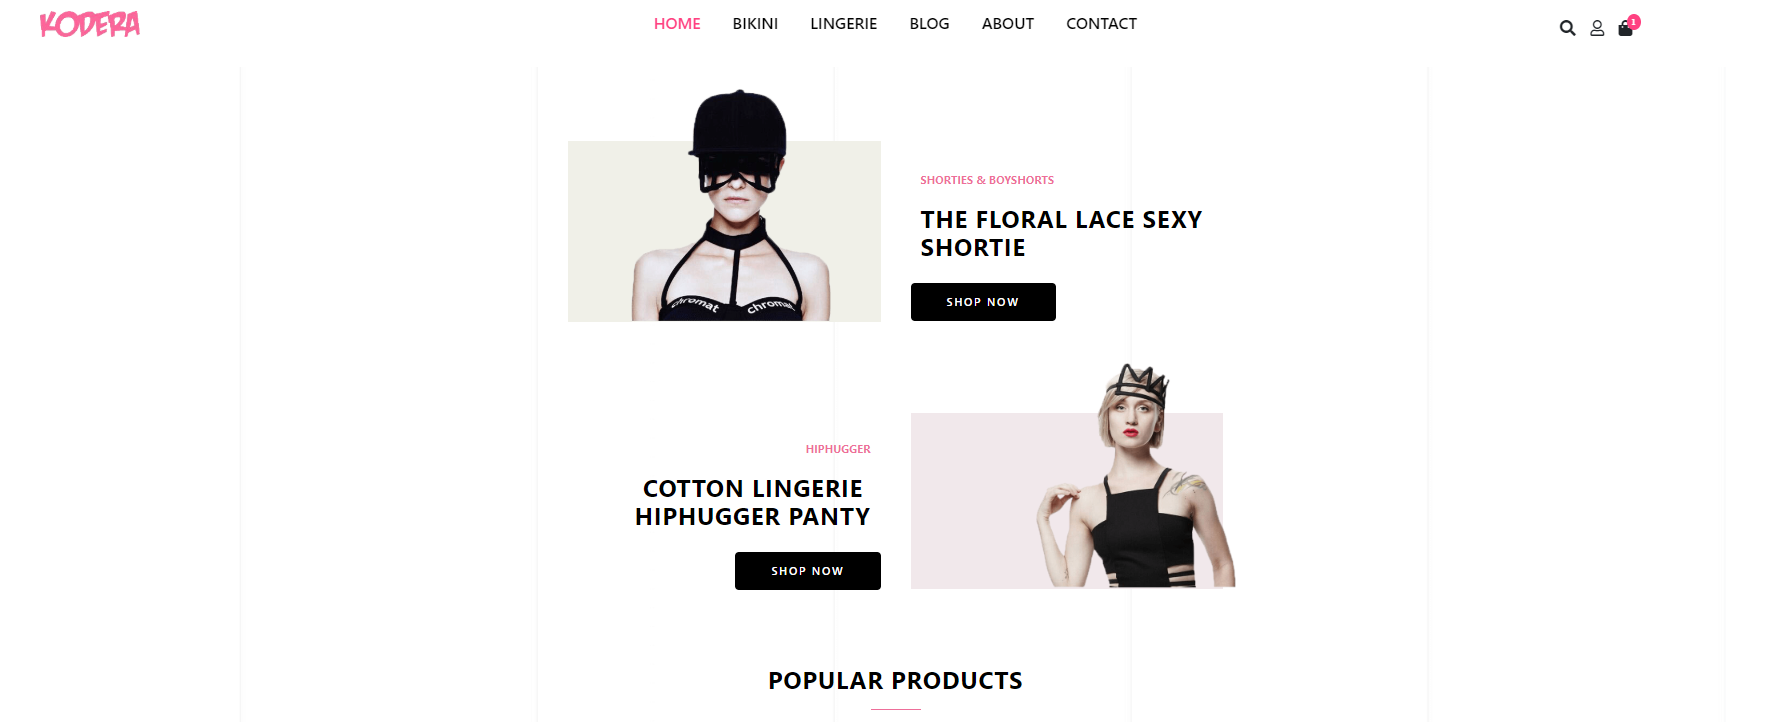 KODERA
HOME BIKINI LINGERIE BLOG ABOUT CONTACT
1
chromat chromat
SHORTIES & BOYSHORTS
THE FLORAL LACE SEXY
SHORTIE
SHOP NOW
HIPHUGGER
COTTON LINGERIE
HIPHUGGER PANTY
SHOP NOW
POPULAR PRODUCTS